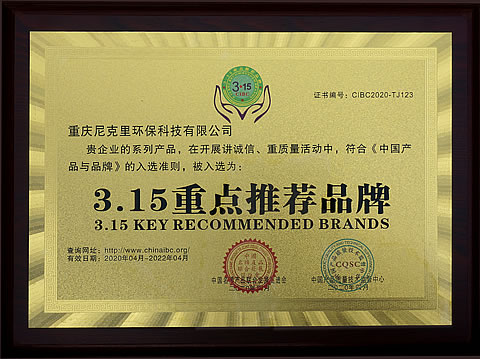 3·15
CIBC
证书编号：CIBC2020-TJ123
重庆尼克里环保科技有限公司
贵企业的系列产品，在开展讲诚信、重质量活动中，符合《中国产
品与品牌》的入选准则，被入选为：
3.15重点推荐品牌
3.15 KEY RECOMMENDED BRANDS
查询网址：http://www.chinaibc.org/
有效日期：2020年04月-2022年04月
CQSC